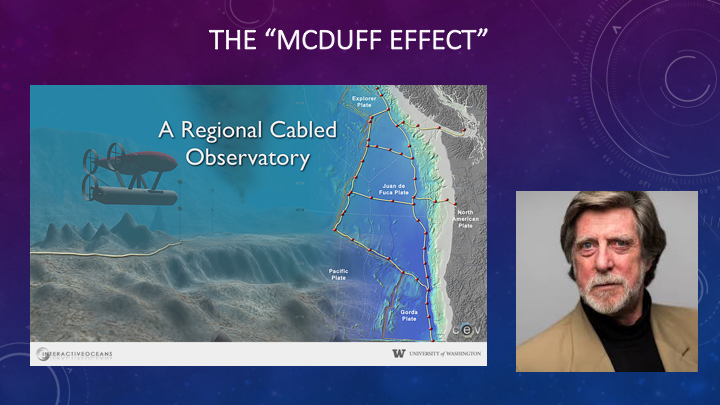 THE “MCDUFF EFFECT”
A Regional Cabled
Observatory
Explorer
Plate
Juan de
Fuca Plate
North
American
Plate
Pacific
Plate
Gorda
Plate
cev
INTERACTIVEOCEANS
W UNIVERSITY of WASHINGTON